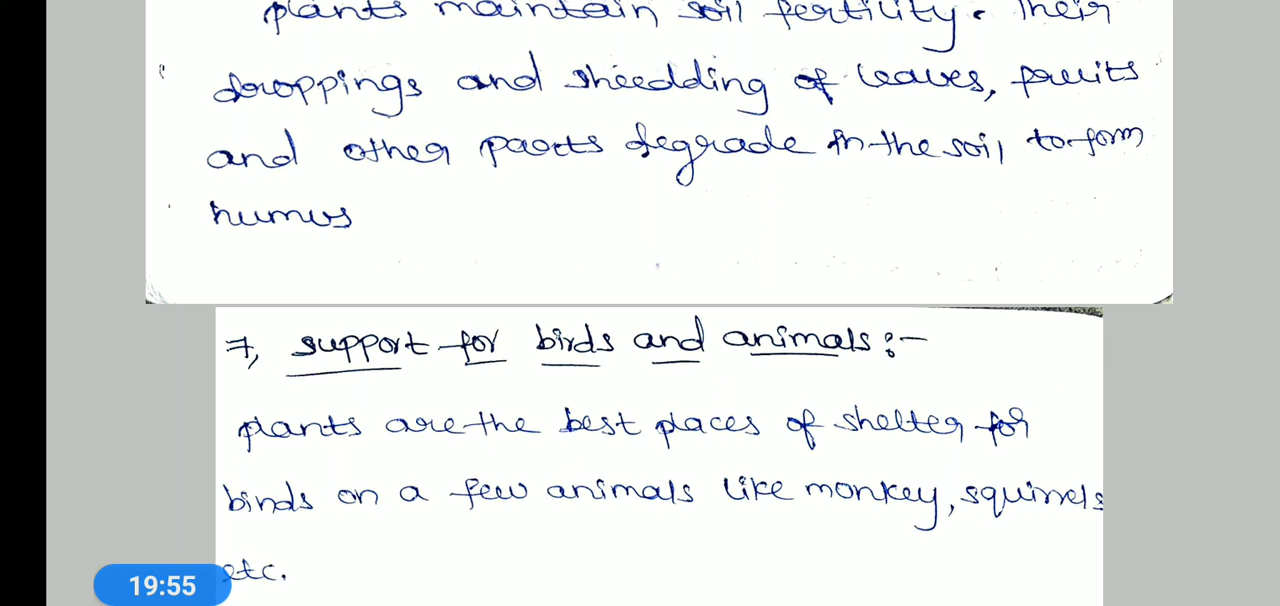 plants maintain soil fertility. Their
droppings and sheedding of leaves, fruits
and other parts degrade in the soil to form
humus
7, support for birds and animals:-
plants are the best places of shelter for
binds on a few animals like monkey, squirrels
etc.
19:55